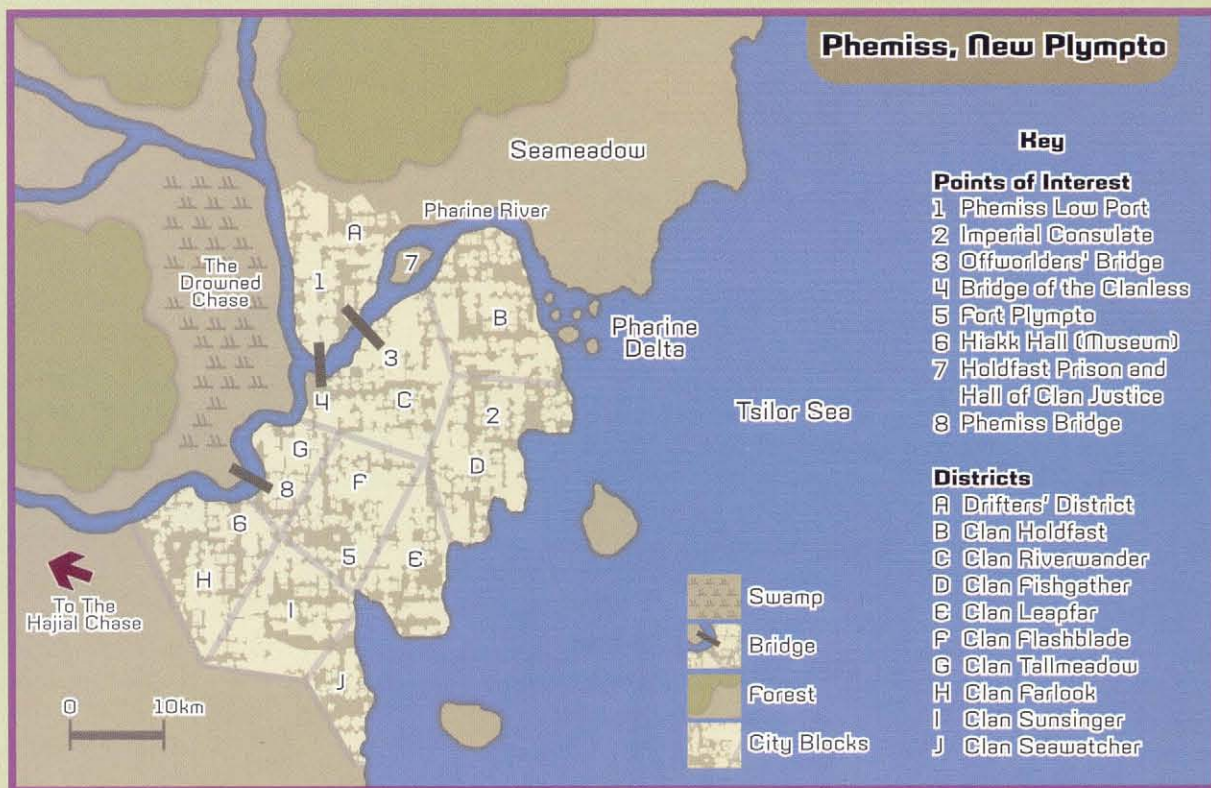 Phemiss, New Plympto
Seameadow
Pharine River
A
The
Drowned
Chase
1
7
B
3
Pharine
Delta
4
C
2
Tsilor Sea
G
F
D
8
6
5
E
H
I
J
To The
Hajial Chase
0 10km
Swamp
Bridge
Forest
City Blocks
Key
Points of Interest
1 Phemiss Low Port
2 Imperial Consulate
3 Offworlders' Bridge
4 Bridge of the Clanless
5 Fort Plympto
6 Hiakk Hall (Museum)
7 Holdfast Prison and
Hall of Clan Justice
8 Phemiss Bridge
Districts
A Drifters' District
B Clan Holdfast
C Clan Riverwander
D Clan Fishgather
E Clan Leapfar
F Clan Flashblade
G Clan Tallmeadow
H Clan Farlook
I Clan Sunsinger
J Clan Seawatcher